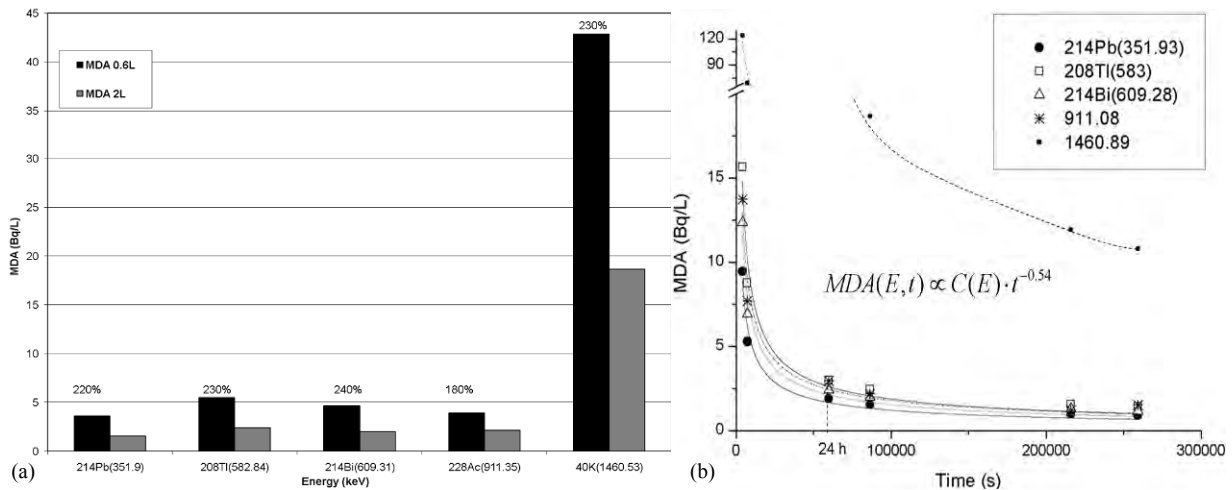 MDA (Bq/L)
45
40
35
30
25
20
15
10
5
0
MDA 0.6L
MDA 2L
220%
230%
240%
180%
230%
214Pb(351.9)
208Tl(582.84)
214Bi(609.31)
228Ac(911.35)
40K(1460.53)
Energy (keV)
(a)
MDA (Bq/L)
120
90
15
10
5
0
214Pb(351.93)
208Tl(583)
214Bi(609.28)
911.08
1460.89
MDA(E,t) ∝ C(E)·t^-0.54
0
24 h
100000
200000
300000
Time (s)
(b)